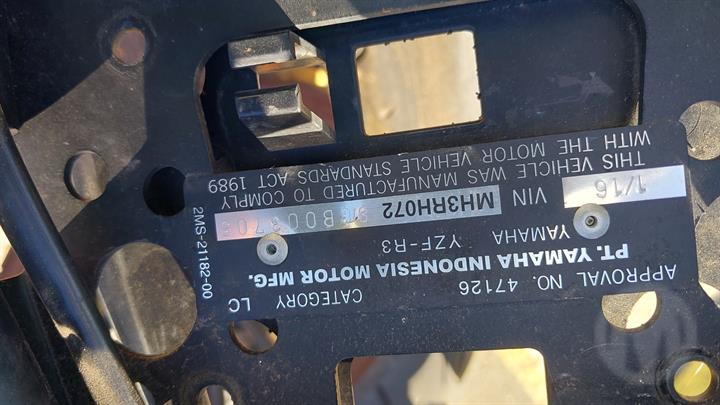 APPROVAL NO. 47126 CATEGORY LC
PT. YAMAHA INDONESIA MOTOR MFG.
YAMAHA YZF-R3
1/16 VIN MH3RH072
THIS VEHICLE WAS MANUFACTURED TO COMPLY
WITH THE MOTOR VEHICLE STANDARDS ACT 1989
2MS-21182-00